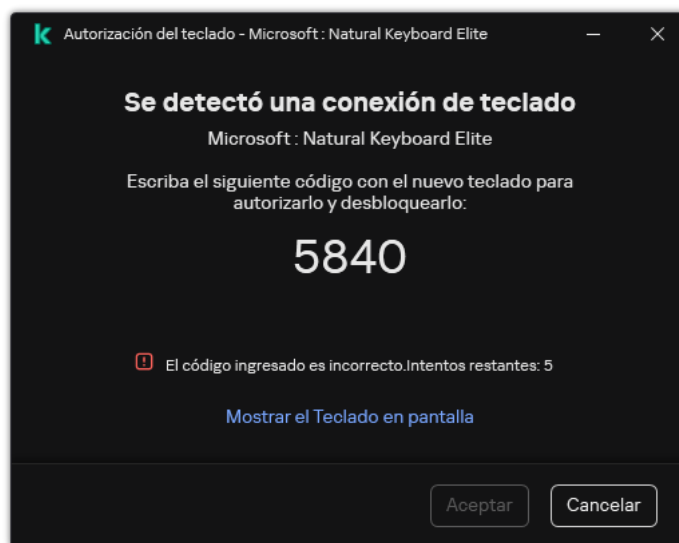 Autorización del teclado - Microsoft : Natural Keyboard Elite
Se detectó una conexión de teclado
Microsoft : Natural Keyboard Elite
Escriba el siguiente código con el nuevo teclado para
autorizarlo y desbloquearlo:
5840
El código ingresado es incorrecto.Intentos restantes: 5
Mostrar el Teclado en pantalla
Aceptar
Cancelar